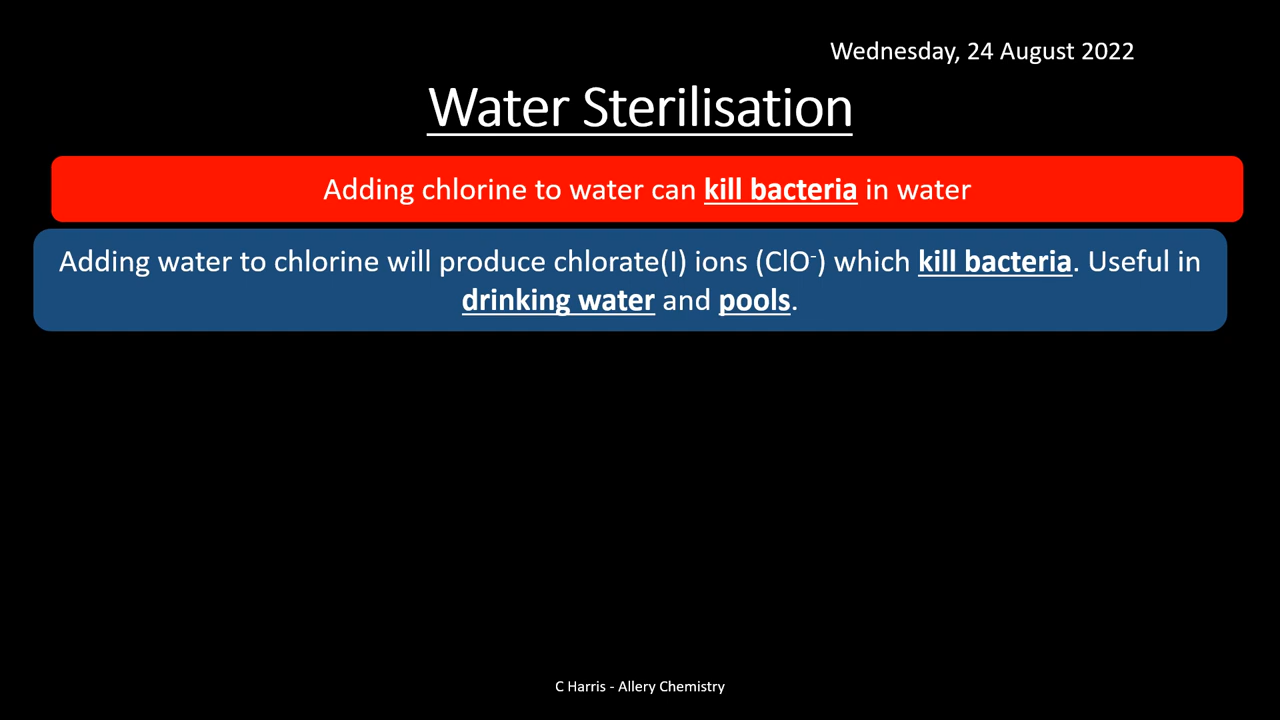 Wednesday, 24 August 2022
Water Sterilisation
Adding chlorine to water can kill bacteria in water
Adding water to chlorine will produce chlorate(I) ions (ClO⁻) which kill bacteria. Useful in
drinking water and pools.
C Harris - Allery Chemistry